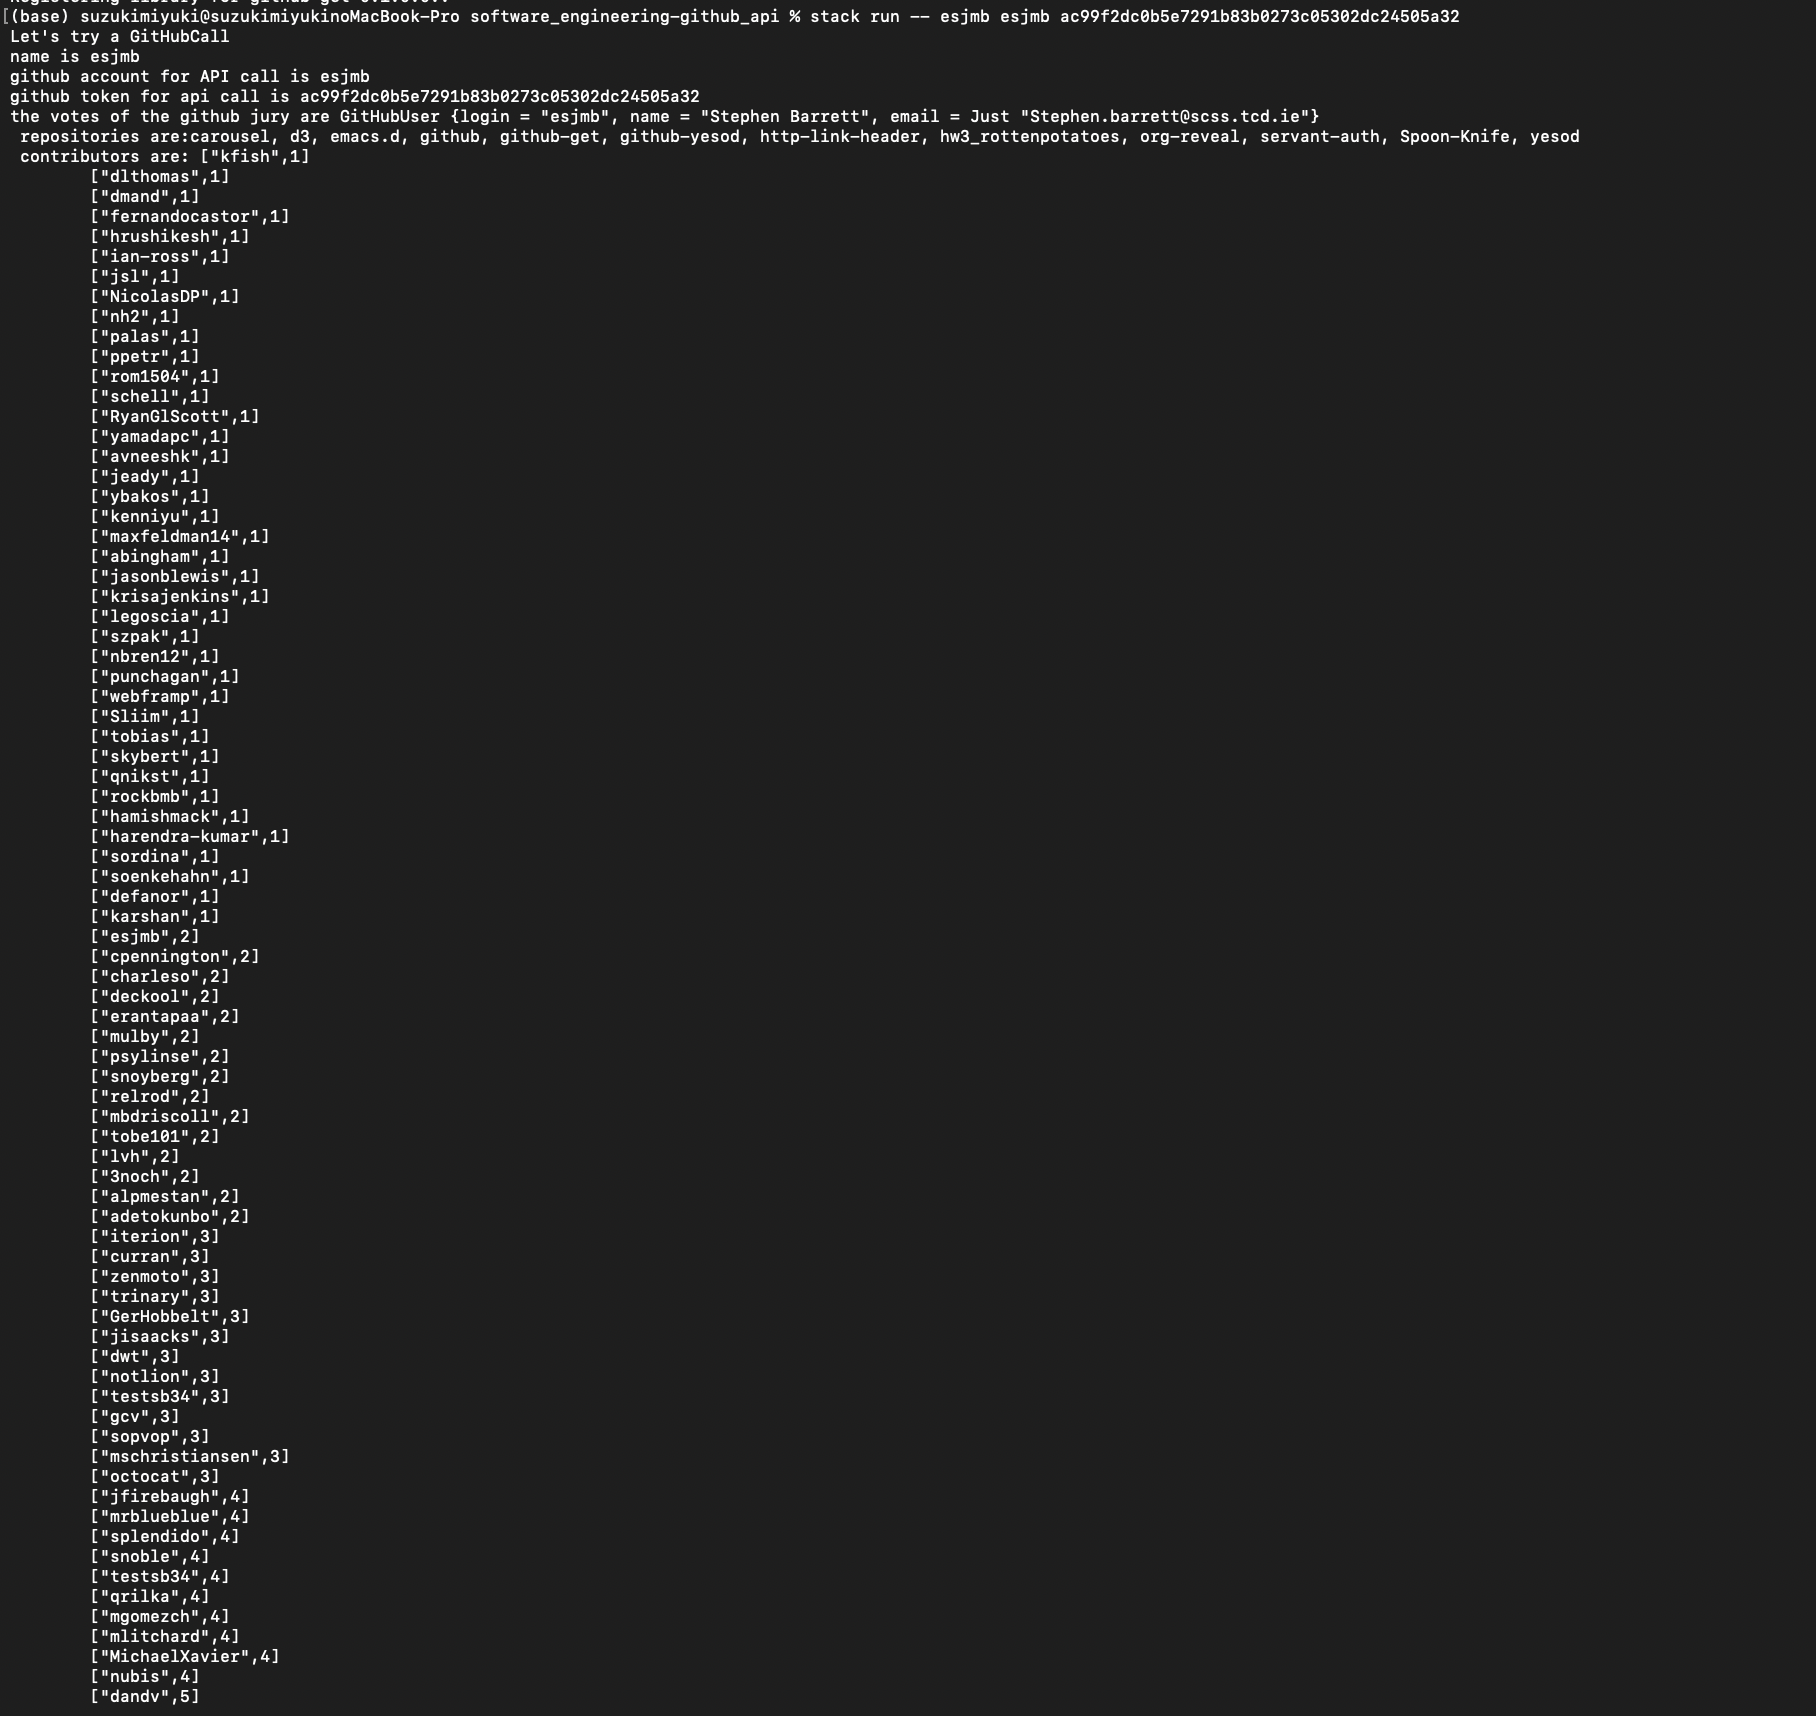 (base) suzukimiyuki@suzukimiyukinoMacBook-Pro software_engineering-github_api % stack run -- esjmb esjmb ac99f2dc0b5e7291b83b0273c05302dc24505a32
Let's try a GitHubCall
name is esjmb
github account for API call is esjmb
github token for api call is ac99f2dc0b5e7291b83b0273c05302dc24505a32
the votes of the github jury are GitHubUser {login = "esjmb", name = "Stephen Barrett", email = Just "Stephen.barrett@scss.tcd.ie"}
repositories are:carousel, d3, emacs.d, github, github-get, github-yesod, http-link-header, hw3_rottenpotatoes, org-reveal, servant-auth, Spoon-Knife, yesod
contributors are: ["kfish",1]
["dlthomas",1]
["dmand",1]
["fernandocastor",1]
["hrushikesh",1]
["ian-ross",1]
["jsl",1]
["NicolasDP",1]
["nh2",1]
["palas",1]
["ppetr",1]
["rom1504",1]
["schell",1]
["RyanGlScott",1]
["yamadapc",1]
["avneeshk",1]
["jeady",1]
["ybakos",1]
["kenniyu",1]
["maxfeldman14",1]
["abingham",1]
["jasonblewis",1]
["krisajenkins",1]
["legoscia",1]
["szpak",1]
["nbren12",1]
["punchagan",1]
["webframp",1]
["Sliim",1]
["tobias",1]
["skybert",1]
["qnikst",1]
["rockbmb",1]
["hamishmack",1]
["harendra-kumar",1]
["sordina",1]
["soenkehahn",1]
["defanor",1]
["karshan",1]
["esjmb",2]
["cpennington",2]
["charleso",2]
["deckool",2]
["erantapaa",2]
["mulby",2]
["psylinse",2]
["snoyberg",2]
["relrod",2]
["mbdriscoll",2]
["tobe101",2]
["lvh",2]
["3noch",2]
["alpmestan",2]
["adetokunbo",2]
["iterion",3]
["curran",3]
["zenmoto",3]
["trinary",3]
["GerHobbelt",3]
["jisaacks",3]
["dwt",3]
["notlion",3]
["testsb34",3]
["gcv",3]
["sopvop",3]
["mschristiansen",3]
["octocat",3]
["jfirebaugh",4]
["mrblueblue",4]
["splendido",4]
["snoble",4]
["testsb34",4]
["qrilka",4]
["mgomezch",4]
["mlitchard",4]
["MichaelXavier",4]
["nubis",4]
["dandv",5]